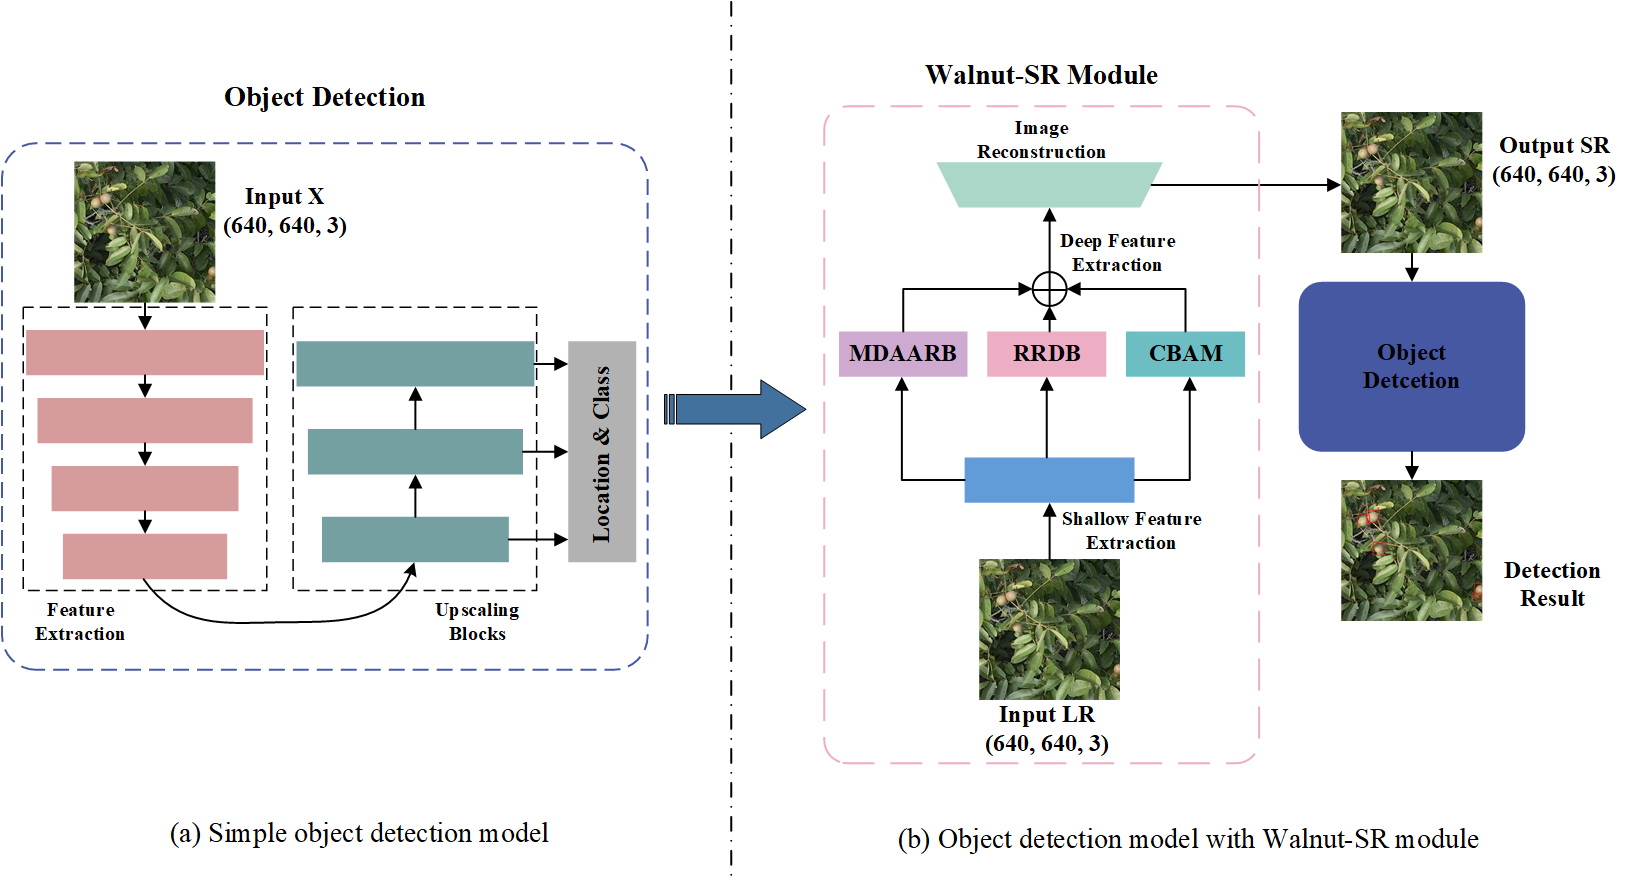 Object Detection
Input X
(640, 640, 3)
Feature
Extraction
Upscaling
Blocks
Location & Class
(a) Simple object detection model
Walnut-SR Module
Image
Reconstruction
Deep Feature
Extraction
MDAARB
RRDB
CBAM
Shallow Feature
Extraction
Input LR
(640, 640, 3)
Output SR
(640, 640, 3)
Object
Detcetion
Detection
Result
(b) Object detection model with Walnut-SR module